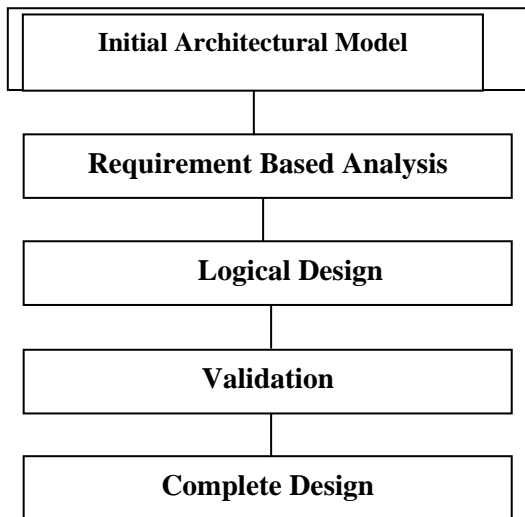 Initial Architectural Model
Requirement Based Analysis
Logical Design
Validation
Complete Design